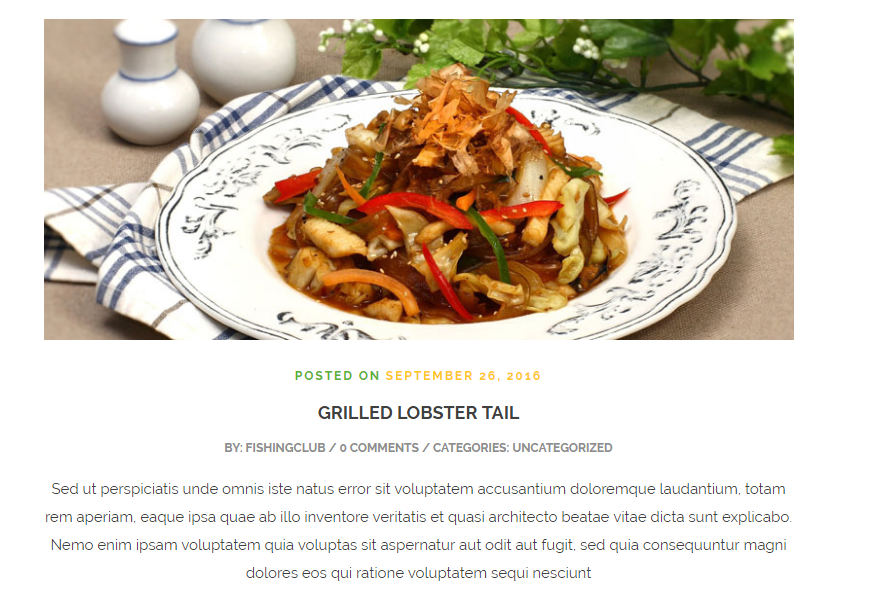 POSTED ON SEPTEMBER 26, 2016
GRILLED LOBSTER TAIL
BY: FISHINGCLUB / 0 COMMENTS / CATEGORIES: UNCATEGORIZED
Sed ut perspiciatis unde omnis iste natus error sit voluptatem accusantium doloremque laudantium, totam
rem aperiam, eaque ipsa quae ab illo inventore veritatis et quasi architecto beatae vitae dicta sunt explicabo.
Nemo enim ipsam voluptatem quia voluptas sit aspernatur aut odit aut fugit, sed quia consequuntur magni
dolores eos qui ratione voluptatem sequi nesciunt